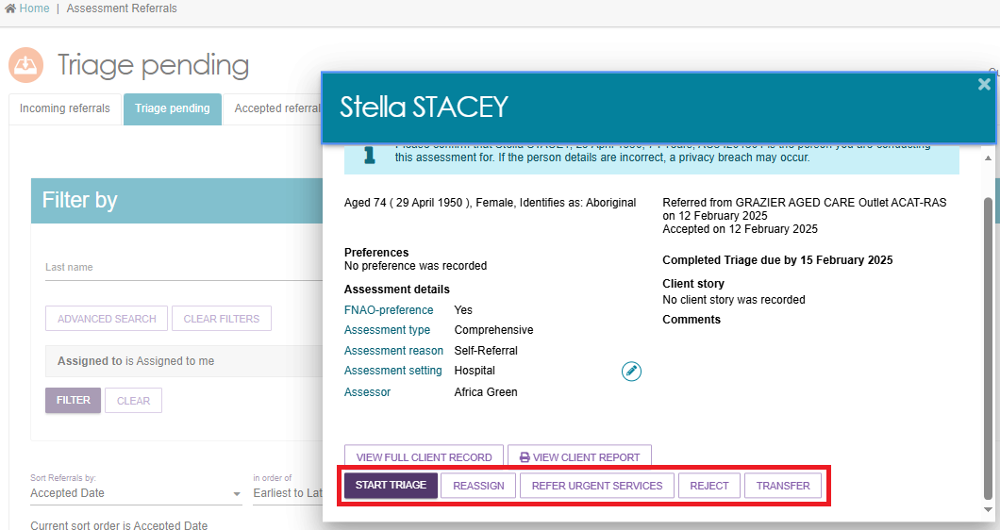 Home | Assessment Referrals
Triage pending
Incoming referrals
Triage pending
Accepted referral
Filter by
Last name
ADVANCED SEARCH
CLEAR FILTERS
Assigned to is Assigned to me
FILTER
CLEAR
Sort Referrals by:
Accepted Date
in order of
Earliest to Lat
Current sort order is Accepted Date
Stella STACEY
this assessment for. If the person details are incorrect, a privacy breach may occur.
Aged 74 ( 29 April 1950 ), Female, Identifies as: Aboriginal
Preferences
No preference was recorded
Assessment details
FNAO-preference Yes
Assessment type Comprehensive
Assessment reason Self-Referral
Assessment setting Hospital
Assessor Africa Green
Referred from GRAZIER AGED CARE Outlet ACAT-RAS
on 12 February 2025
Accepted on 12 February 2025
Completed Triage due by 15 February 2025
Client story
No client story was recorded
Comments
VIEW FULL CLIENT RECORD
VIEW CLIENT REPORT
START TRIAGE
REASSIGN
REFER URGENT SERVICES
REJECT
TRANSFER